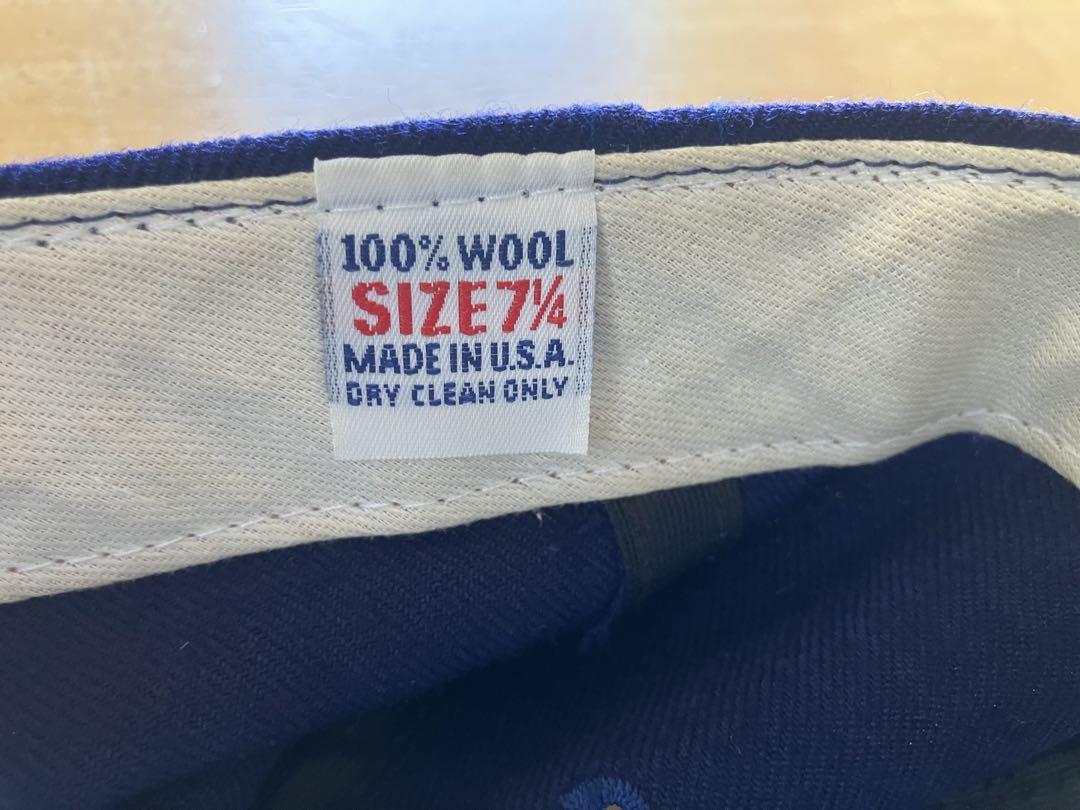 100% WOOL
SIZE 7¼
MADE IN U.S.A.
DRY CLEAN ONLY